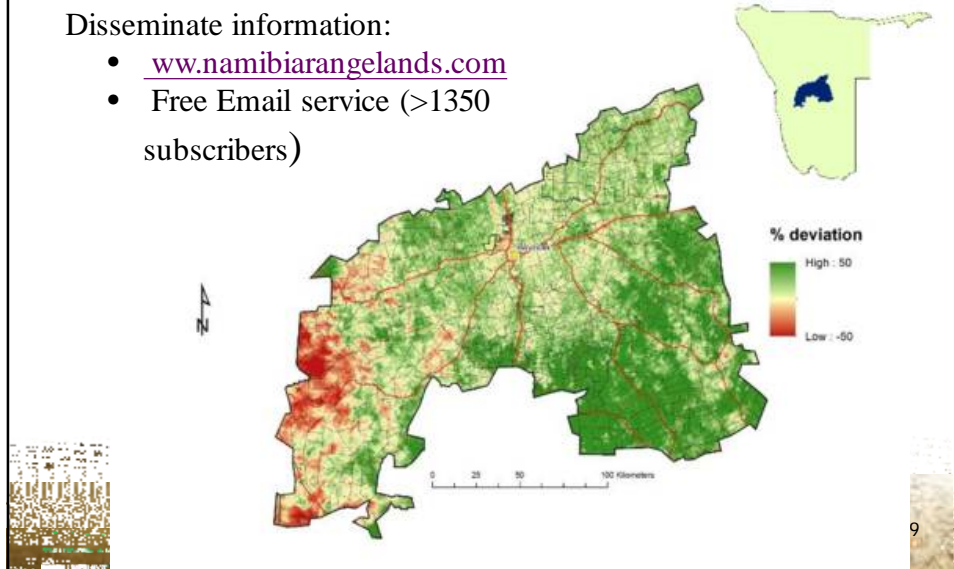 Disseminate information:
• ww.namibiarangelands.com
• Free Email service (>1350
subscribers)
% deviation
High : 50
Low : -50
N
0 25 50 100 Kilometers
9